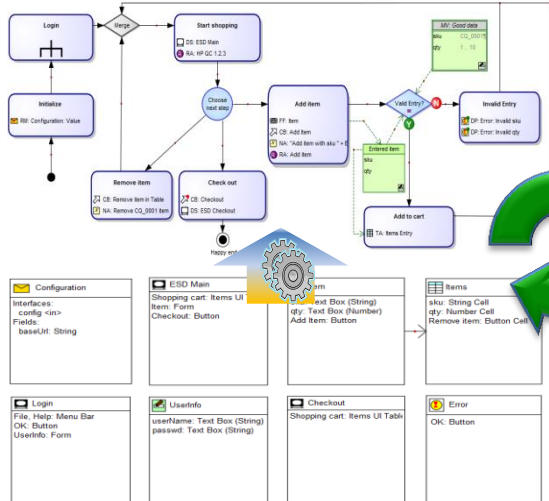 Login
Merge
Start shopping
DS: ESD Main
RA: HP QC 1.2.3
MV: Good data
sku CQ_0001
qty 1 .. 10
Initialize
RM: Configuration: Value
Choose
next step
Add item
FF: Item
CB: Add item
NA: "Add item with sku " + E
RA: Add item
Valid Entry?
N
Y
Invalid Entry
DP: Error: Invalid sku
DP: Error: Invalid qty
Entered item
sku
qty
Remove item
CB: Remove item in Table
NA: Remove CQ_0001 item
Check out
CB: Checkout
DS: ESD Checkout
Happy end
Add to cart
TA: Items Entry
Configuration
Interfaces:
config <in>
Fields:
baseUrl: String
ESD Main
Shopping cart: Items UI T
Item: Form
Checkout: Button
Text Box (String)
qty: Text Box (Number)
Add Item: Button
Items
sku: String Cell
qty: Number Cell
Remove item: Button Cell
Login
File, Help: Menu Bar
OK: Button
UserInfo: Form
UserInfo
userName: Text Box (String)
passwd: Text Box (String)
Checkout
Shopping cart: Items UI Table
Error
OK: Button